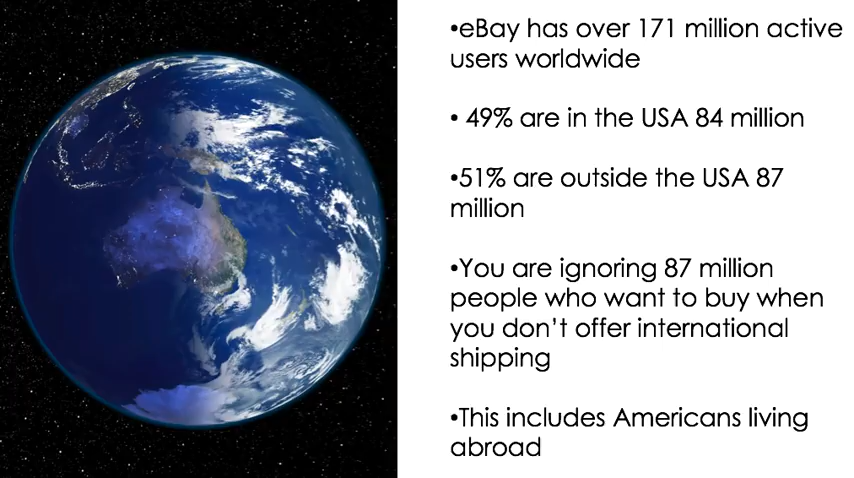 •eBay has over 171 million active
users worldwide
• 49% are in the USA 84 million
•51% are outside the USA 87
million
•You are ignoring 87 million
people who want to buy when
you don’t offer international
shipping
•This includes Americans living
abroad